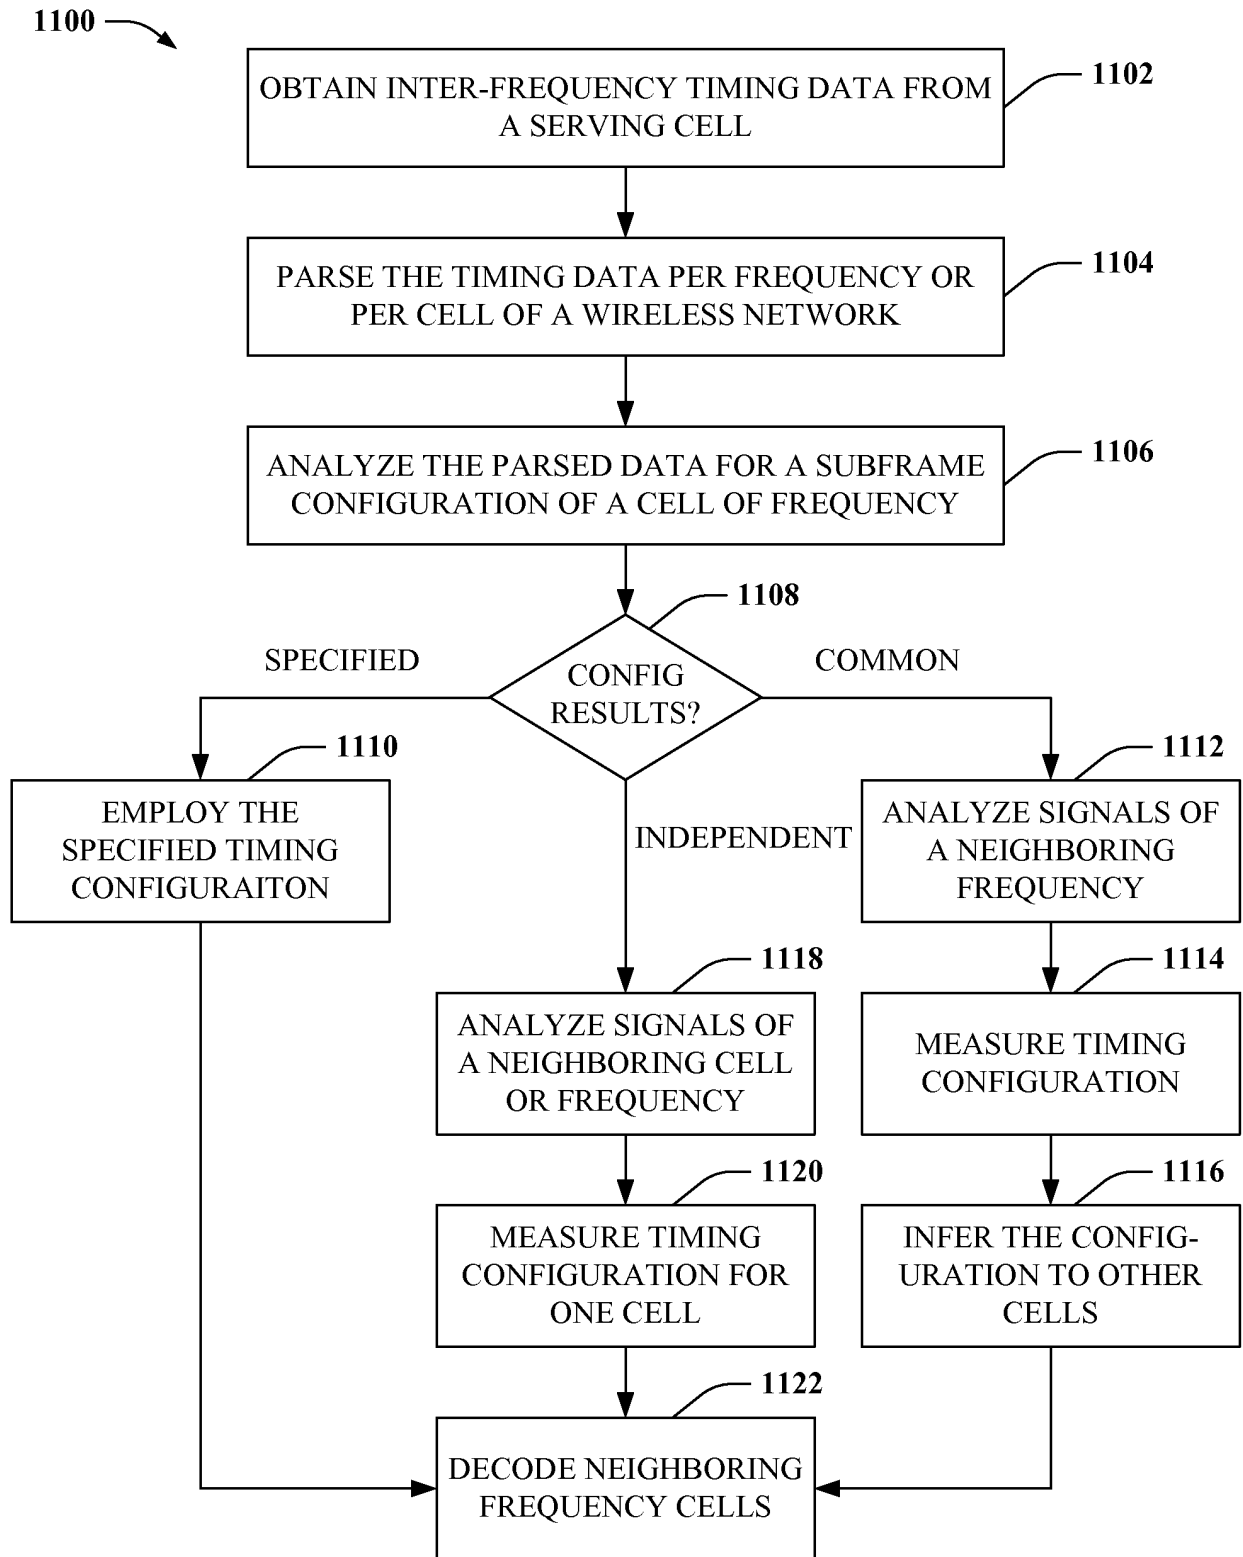 1100
OBTAIN INTER-FREQUENCY TIMING DATA FROM
A SERVING CELL
1102
PARSE THE TIMING DATA PER FREQUENCY OR
PER CELL OF A WIRELESS NETWORK
1104
ANALYZE THE PARSED DATA FOR A SUBFRAME
CONFIGURATION OF A CELL OF FREQUENCY
1106
1108
CONFIG
RESULTS?
SPECIFIED
COMMON
INDEPENDENT
1110
EMPLOY THE
SPECIFIED TIMING
CONFIGURAITON
1112
ANALYZE SIGNALS OF
A NEIGHBORING
FREQUENCY
1114
MEASURE TIMING
CONFIGURATION
1116
INFER THE CONFIG-
URATION TO OTHER
CELLS
1118
ANALYZE SIGNALS OF
A NEIGHBORING CELL
OR FREQUENCY
1120
MEASURE TIMING
CONFIGURATION FOR
ONE CELL
1122
DECODE NEIGHBORING
FREQUENCY CELLS